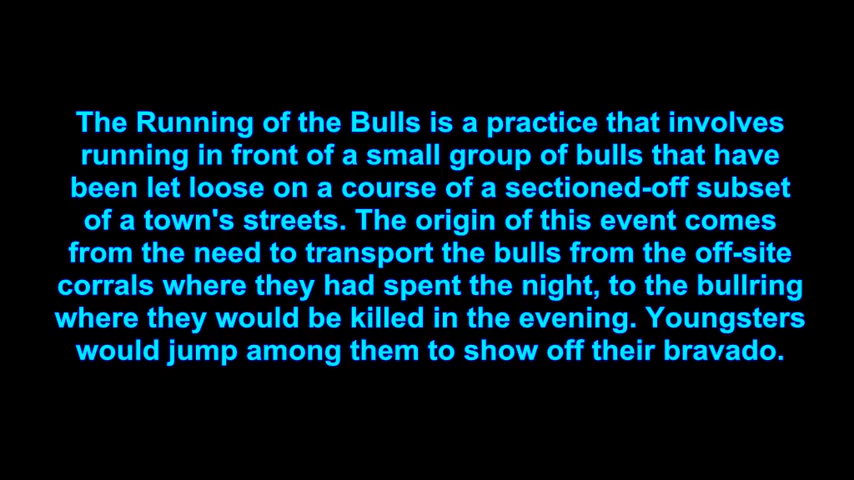 The Running of the Bulls is a practice that involves
running in front of a small group of bulls that have
been let loose on a course of a sectioned-off subset
of a town's streets. The origin of this event comes
from the need to transport the bulls from the off-site
corrals where they had spent the night, to the bullring
where they would be killed in the evening. Youngsters
would jump among them to show off their bravado.